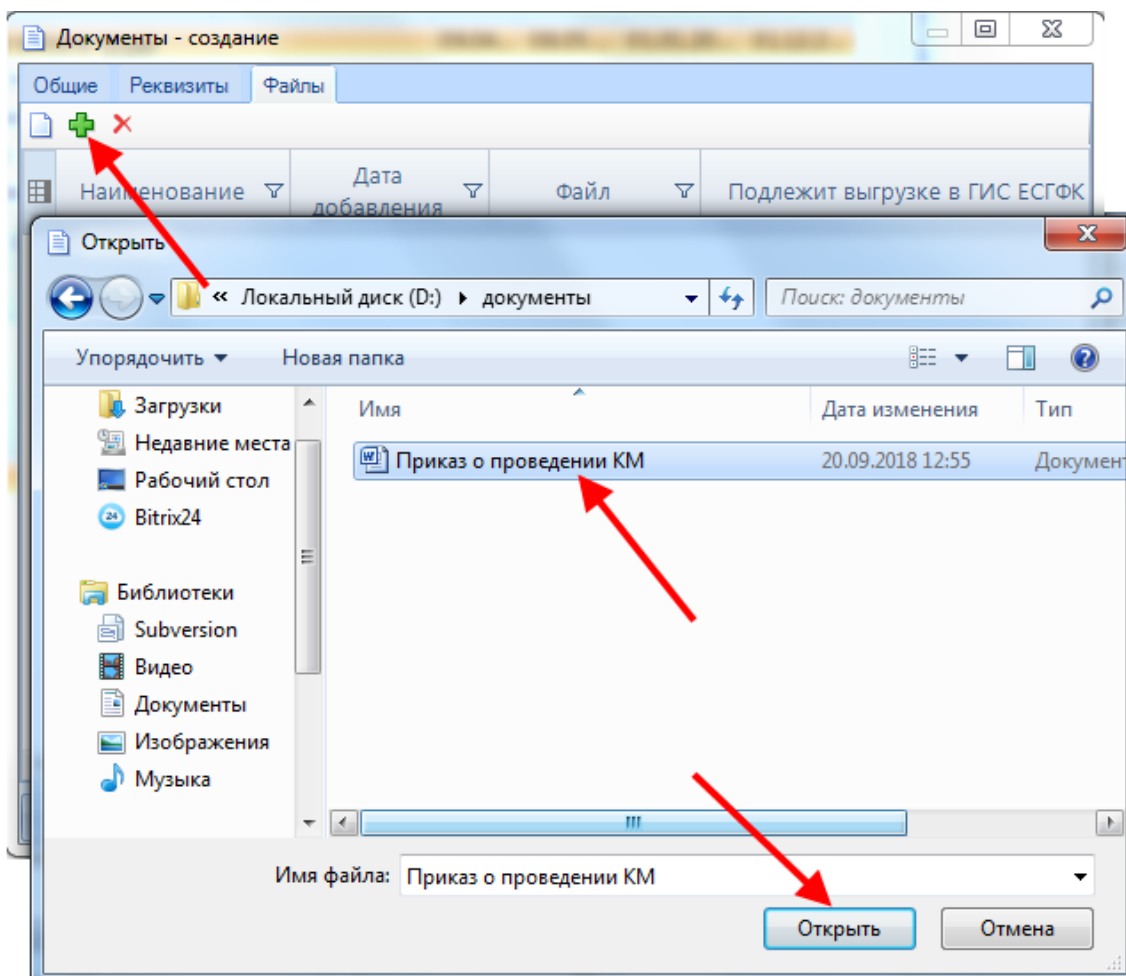 Документы - создание
Общие Реквизиты Файлы
Наименование Дата добавления Файл Подлежит выгрузке в ГИС ЕСГФК
Открыть
« Локальный диск (D:) документы Поиск: документы
Упорядочить Новая папка
Загрузки
Недавние места
Рабочий стол
24 Bitrix24
Библиотеки
Subversion
Видео
Документы
Изображения
Музыка
Имя Дата изменения Тип
Приказ о проведении КМ 20.09.2018 12:55 Документ
Имя файла: Приказ о проведении КМ
Открыть Отмена